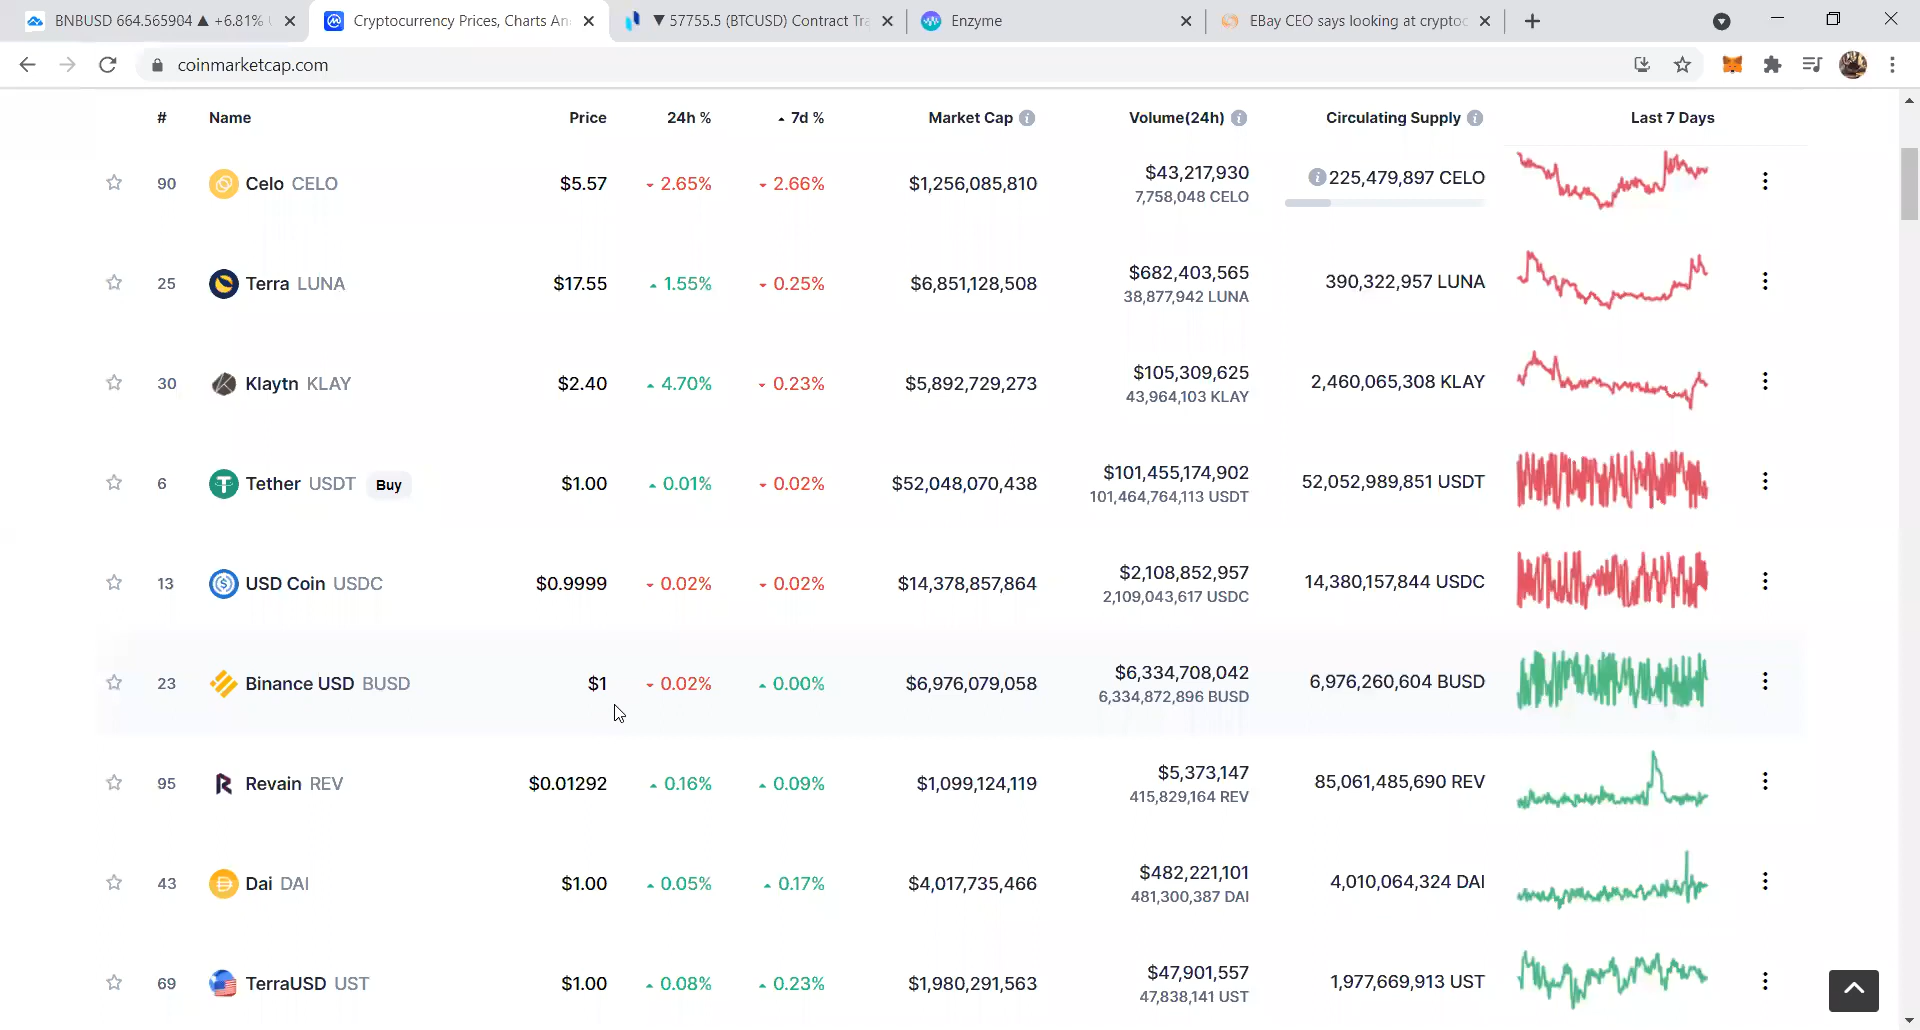 BNBUSD 664.565904 ▲ +6.81%
Cryptocurrency Prices, Charts An
▼ 57755.5 (BTCUSD) Contract Tra
Enzyme
EBay CEO says looking at cryptoc
coinmarketcap.com
# Name Price 24h % 7d % Market Cap Volume(24h) Circulating Supply Last 7 Days
90 Celo CELO $5.57 2.65% 2.66% $1,256,085,810 $43,217,930 225,479,897 CELO
7,758,048 CELO
25 Terra LUNA $17.55 1.55% 0.25% $6,851,128,508 $682,403,565 390,322,957 LUNA
38,877,942 LUNA
30 Klaytn KLAY $2.40 4.70% 0.23% $5,892,729,273 $105,309,625 2,460,065,308 KLAY
43,964,103 KLAY
6 Tether USDT Buy $1.00 0.01% 0.02% $52,048,070,438 $101,455,174,902 52,052,989,851 USDT
101,464,764,113 USDT
13 USD Coin USDC $0.9999 0.02% 0.02% $14,378,857,864 $2,108,852,957 14,380,157,844 USDC
2,109,043,617 USDC
23 Binance USD BUSD $1 0.02% 0.00% $6,976,079,058 $6,334,708,042 6,976,260,604 BUSD
6,334,872,896 BUSD
95 Revain REV $0.01292 0.16% 0.09% $1,099,124,119 $5,373,147 85,061,485,690 REV
415,829,164 REV
43 Dai DAI $1.00 0.05% 0.17% $4,017,735,466 $482,221,101 4,010,064,324 DAI
481,300,387 DAI
69 TerraUSD UST $1.00 0.08% 0.23% $1,980,291,563 $47,901,557 1,977,669,913 UST
47,838,141 UST